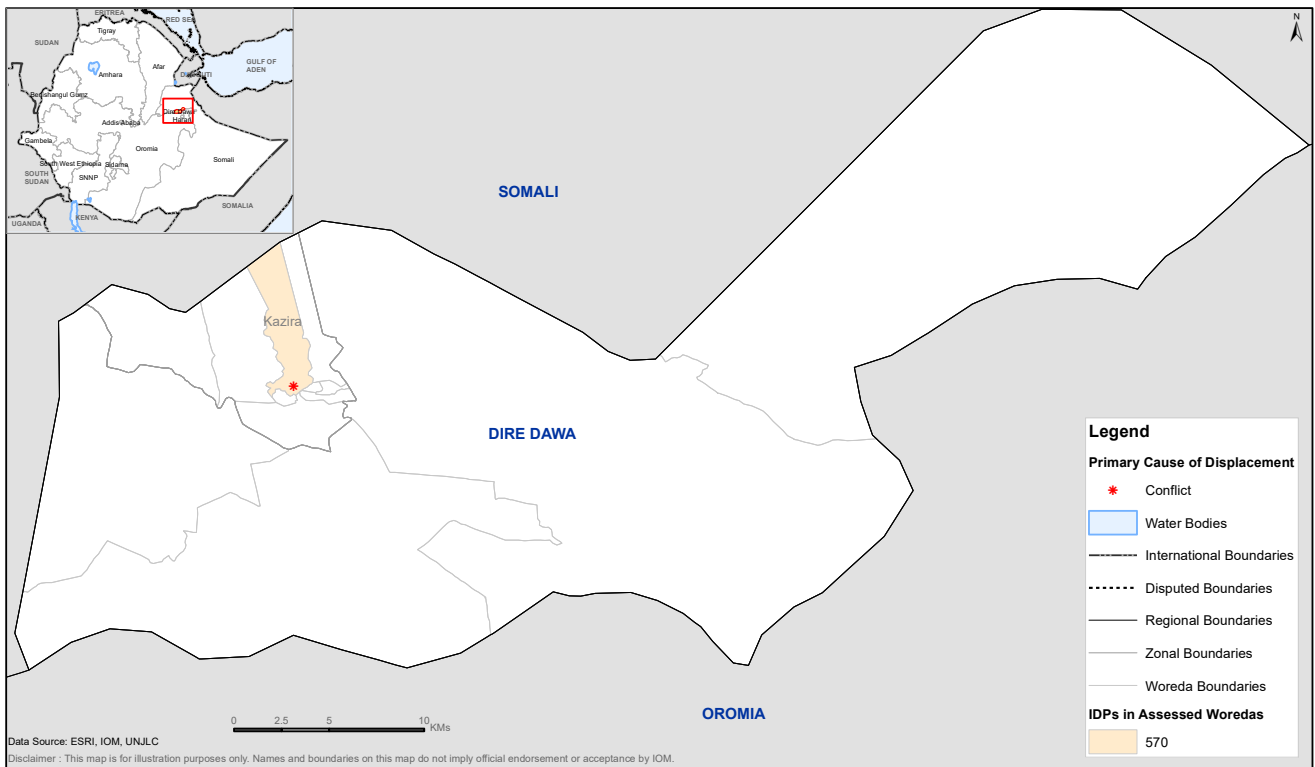 ERITREA
RED SEA
SUDAN
Tigray
GULF OF
ADEN
Afar
DJIBOUTI
Amhara
Benishangul Gumz
Dire Dawa
Harari
Addis Ababa
Gambela
Oromia
Somali
South West Ethiopia
Sidama
SOUTH
SUDAN
SNNP
SOMALIA
KENYA
UGANDA
N
SOMALI
Kazira
DIRE DAWA
OROMIA
Legend
Primary Cause of Displacement
Conflict
Water Bodies
International Boundaries
Disputed Boundaries
Regional Boundaries
Zonal Boundaries
Woreda Boundaries
IDPs in Assessed Woredas
570
0 2.5 5 10
KMs
Data Source: ESRI, IOM, UNJLC
Disclaimer : This map is for illustration purposes only. Names and boundaries on this map do not imply official endorsement or acceptance by IOM.